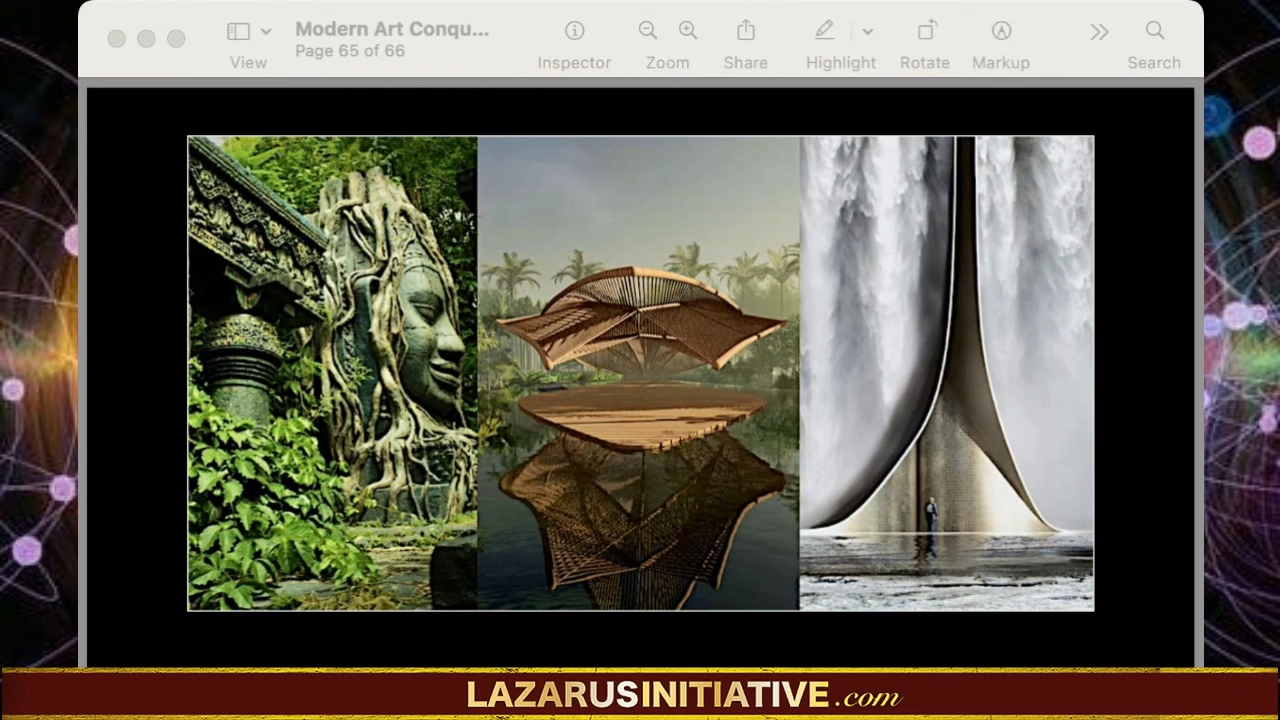 Modern Art Conqu...
Page 65 of 66
View
Inspector
Zoom
Share
Highlight
Rotate
Markup
Search
LAZARUSINITIATIVE.com